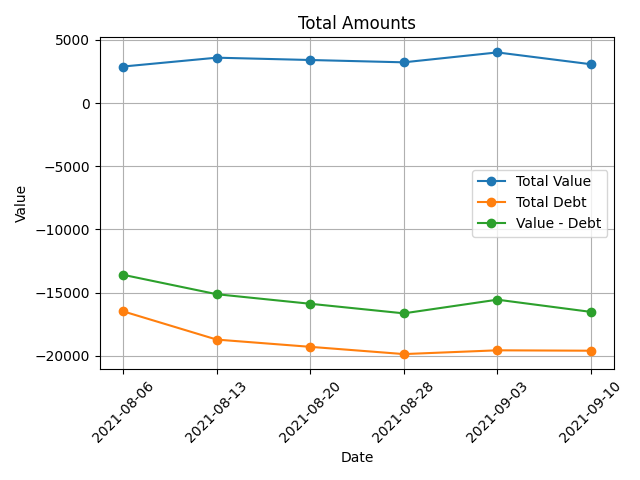 Total Amounts
5000
0
−5000
−10000
−15000
−20000
Value
Total Value
Total Debt
Value - Debt
2021-08-06
2021-08-13
2021-08-20
2021-08-28
2021-09-03
2021-09-10
Date